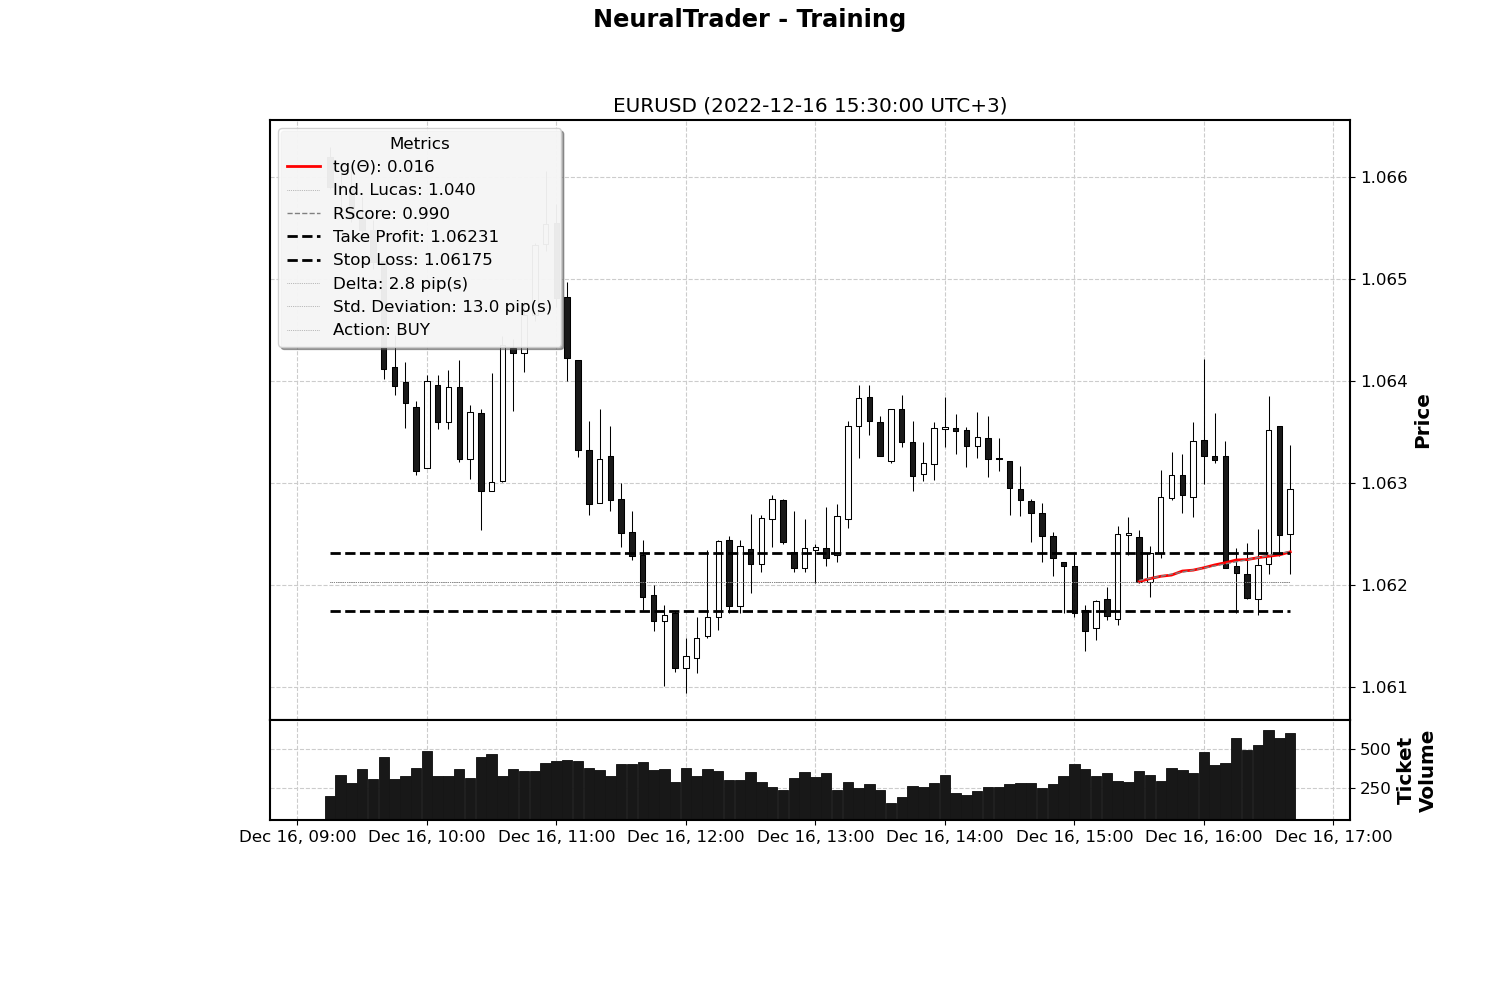 NeuralTrader - Training
EURUSD (2022-12-16 15:30:00 UTC+3)
Metrics
tg(Θ): 0.016
Ind. Lucas: 1.040
RScore: 0.990
Take Profit: 1.06231
Stop Loss: 1.06175
Delta: 2.8 pip(s)
Std. Deviation: 13.0 pip(s)
Action: BUY
1.066
1.065
1.064
1.063
1.062
1.061
Price
500
250
Ticket
Volume
Dec 16, 09:00
Dec 16, 10:00
Dec 16, 11:00
Dec 16, 12:00
Dec 16, 13:00
Dec 16, 14:00
Dec 16, 15:00
Dec 16, 16:00
Dec 16, 17:00